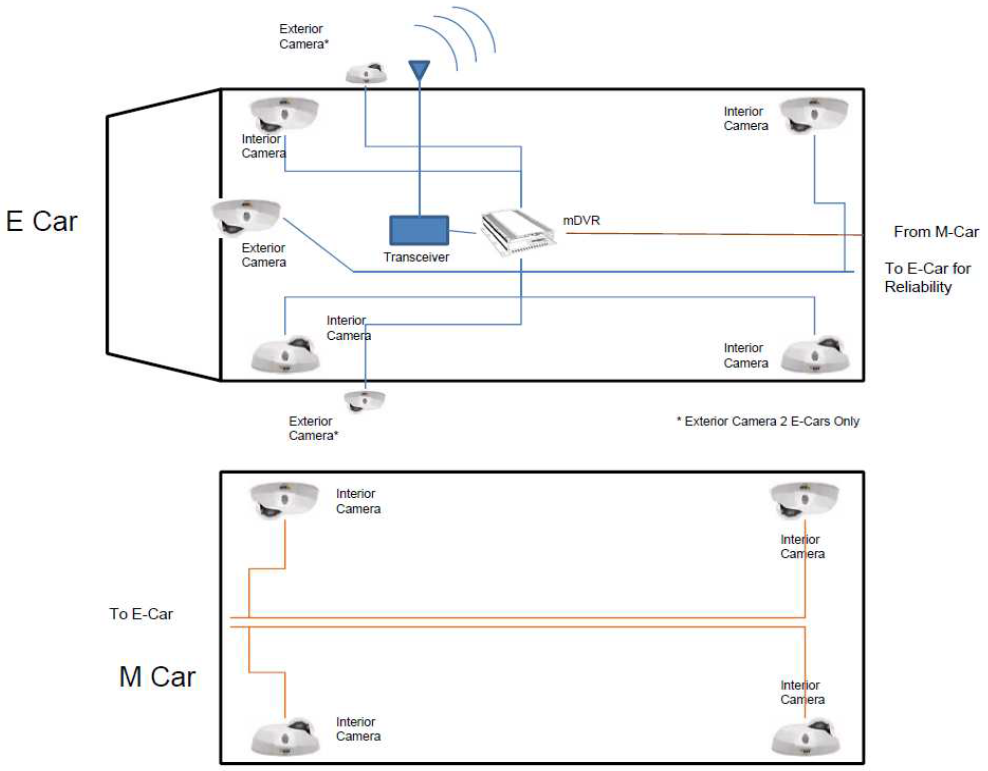 Exterior
Camera*
Interior
Camera
Interior
Camera
E Car
mDVR
From M-Car
Exterior
Camera
Transceiver
To E-Car for
Reliability
Interior
Camera
Interior
Camera
Exterior
Camera*
* Exterior Camera 2 E-Cars Only
Interior
Camera
Interior
Camera
To E-Car
M Car
Interior
Camera
Interior
Camera